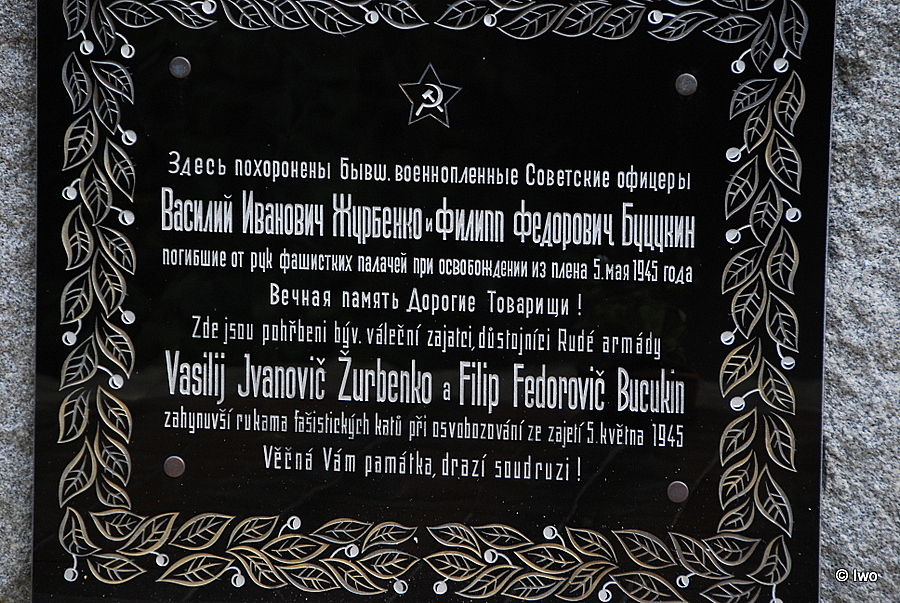 Здесь похоронены Бывш. военнопленные Советские офицеры
Василий Иванович Журбенко и Филипп Федорович Буцукин
погибшие от рук фашистких палачей при освобождении из плена 5. мая 1945 года
Вечная память Дорогие Товарищи !
Zde jsou pohřbeni býv. váleční zajatci, důstojníci Rudé armády
Vasilij Jvanovič Žurbenko a Filip Fedorovič Bucukin
zahynuvší rukama fašistických katů při osvobozování ze zajetí 5. května 1945
Věčná Vám památka, drazí soudruzi !
© Iwo